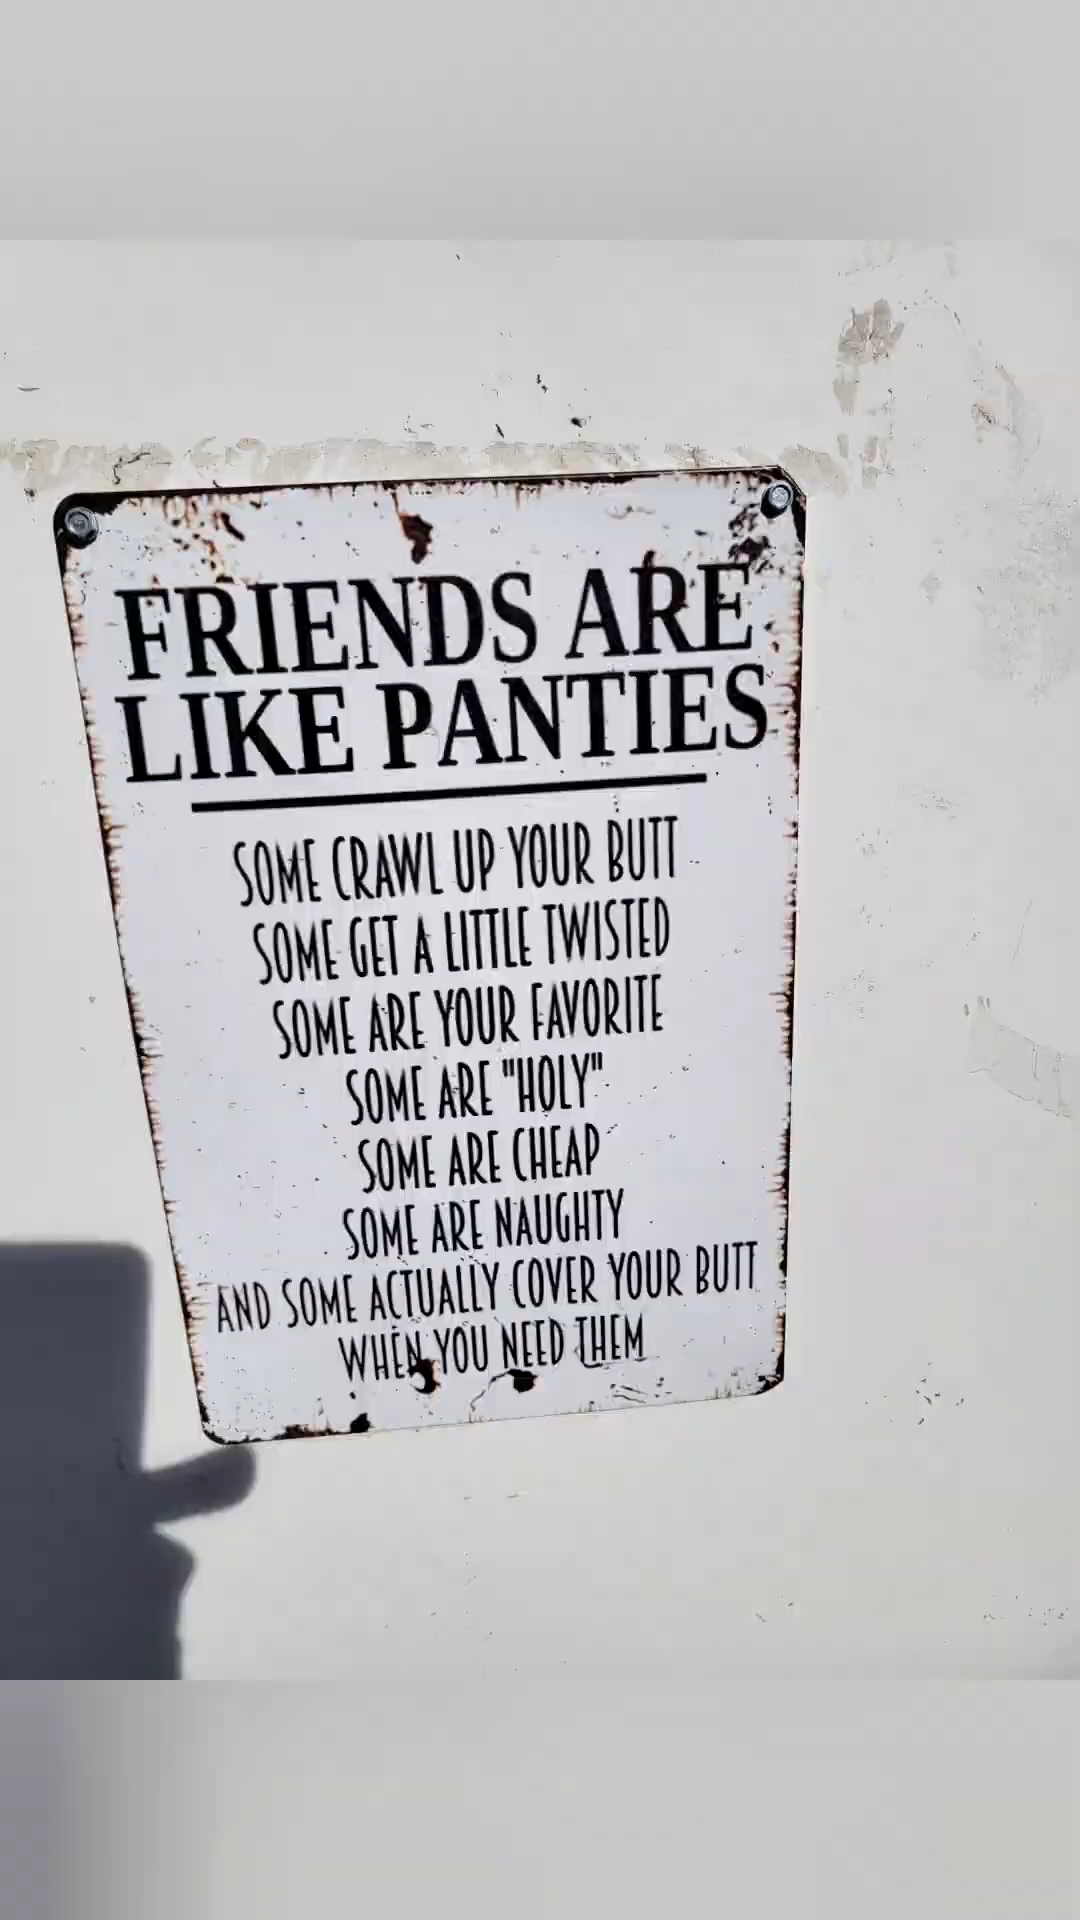 FRIENDS ARE
LIKE PANTIES
SOME CRAWL UP YOUR BUTT
SOME GET A LITTLE TWISTED
SOME ARE YOUR FAVORITE
SOME ARE "HOLY"
SOME ARE CHEAP
SOME ARE NAUGHTY
AND SOME ACTUALLY COVER YOUR BUTT
WHEN YOU NEED THEM